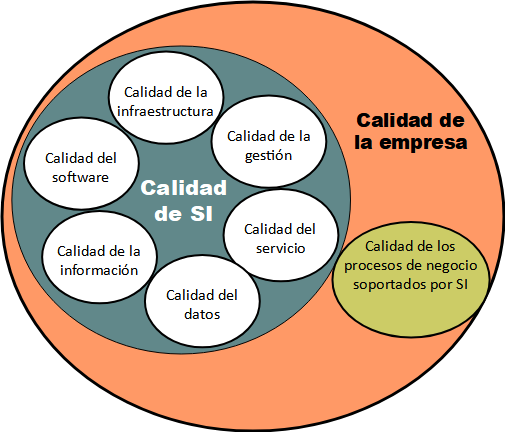 Calidad de la
infraestructura
Calidad de la
gestión
Calidad de
la empresa
Calidad del
software
Calidad
de SI
Calidad del
servicio
Calidad de la
información
Calidad de los
procesos de negocio
soportados por SI
Calidad del
datos